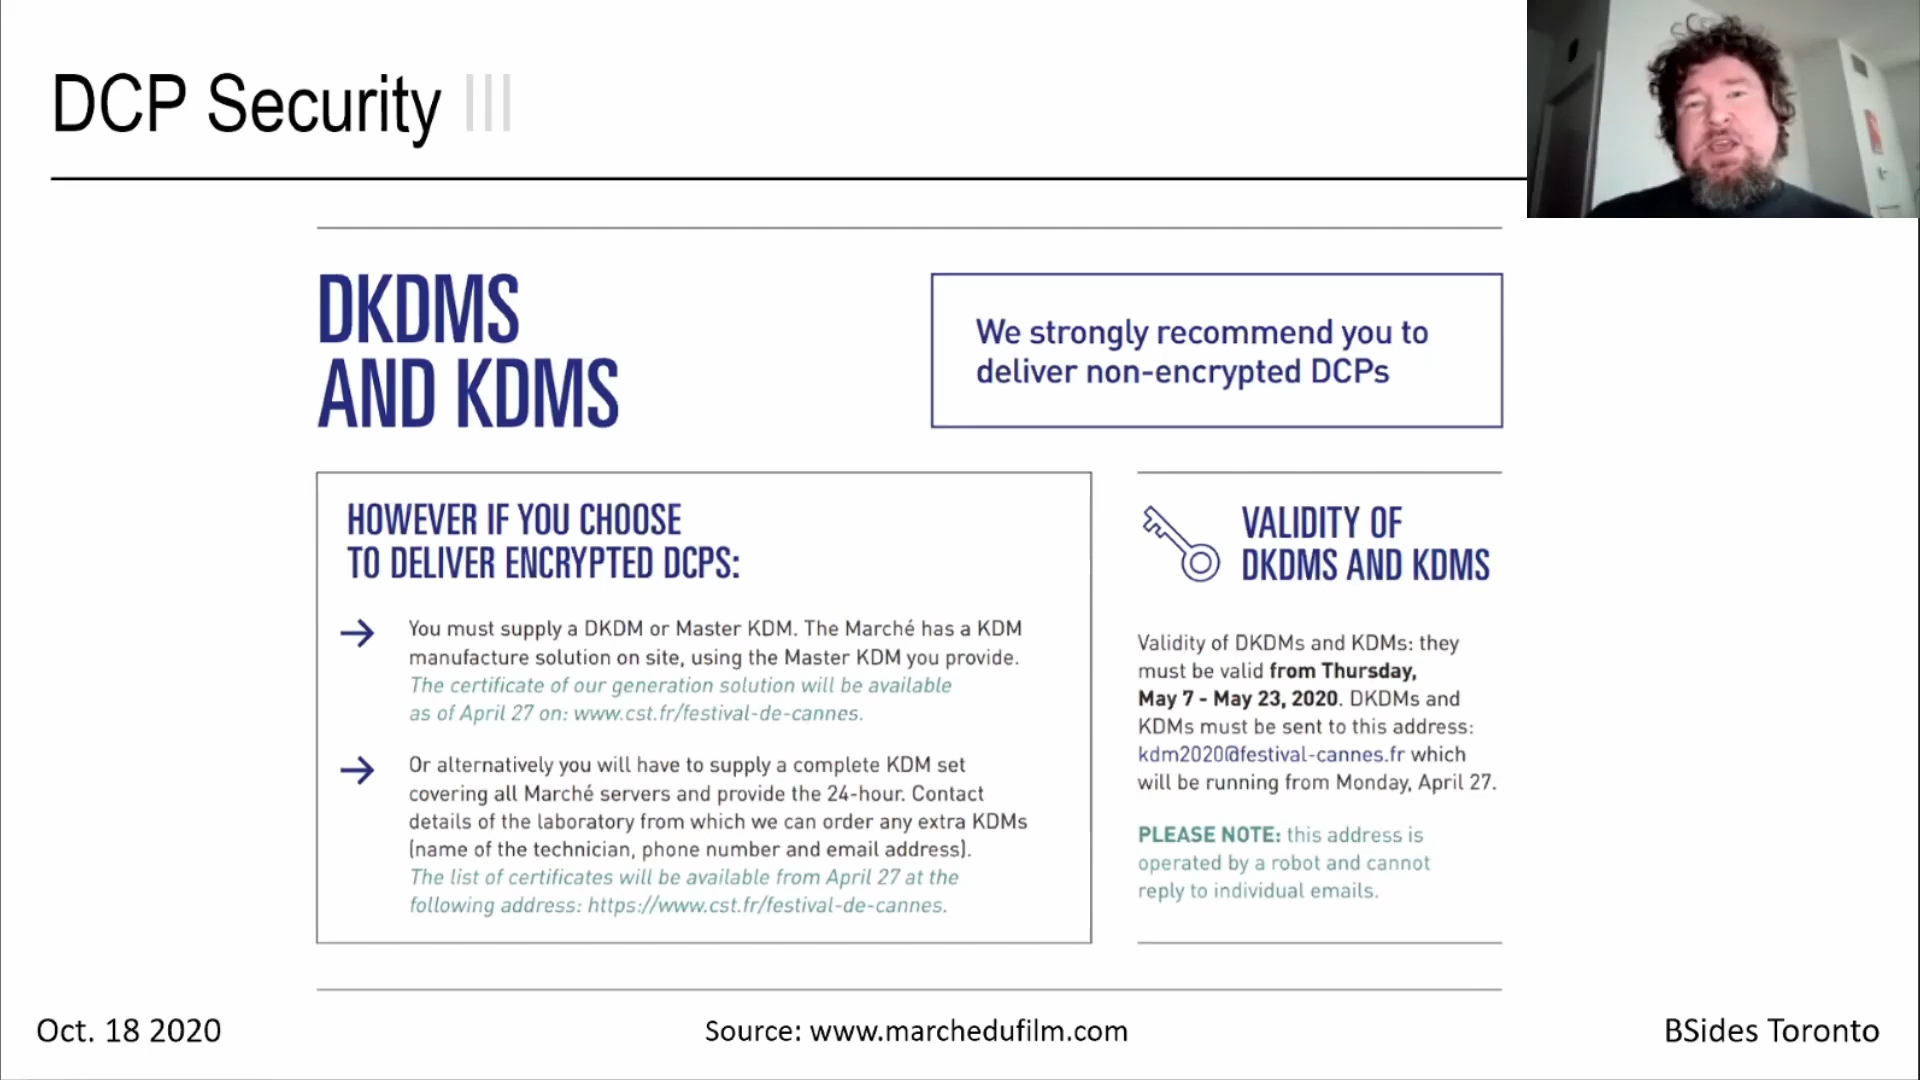 DCP Security III
DKDMS
AND KDMS
We strongly recommend you to
deliver non-encrypted DCPs
HOWEVER IF YOU CHOOSE
TO DELIVER ENCRYPTED DCPS:
You must supply a DKDM or Master KDM. The Marché has a KDM
manufacture solution on site, using the Master KDM you provide.
The certificate of our generation solution will be available
as of April 27 on: www.cst.fr/festival-de-cannes.
Or alternatively you will have to supply a complete KDM set
covering all Marché servers and provide the 24-hour. Contact
details of the laboratory from which we can order any extra KDMs
(name of the technician, phone number and email address).
The list of certificates will be available from April 27 at the
following address: https://www.cst.fr/festival-de-cannes.
VALIDITY OF
DKDMS AND KDMS
Validity of DKDMs and KDMs: they
must be valid from Thursday,
May 7 - May 23, 2020. DKDMs and
KDMs must be sent to this address:
kdm2020@festival-cannes.fr which
will be running from Monday, April 27.
PLEASE NOTE: this address is
operated by a robot and cannot
reply to individual emails.
Oct. 18 2020
Source: www.marchedufilm.com
BSides Toronto